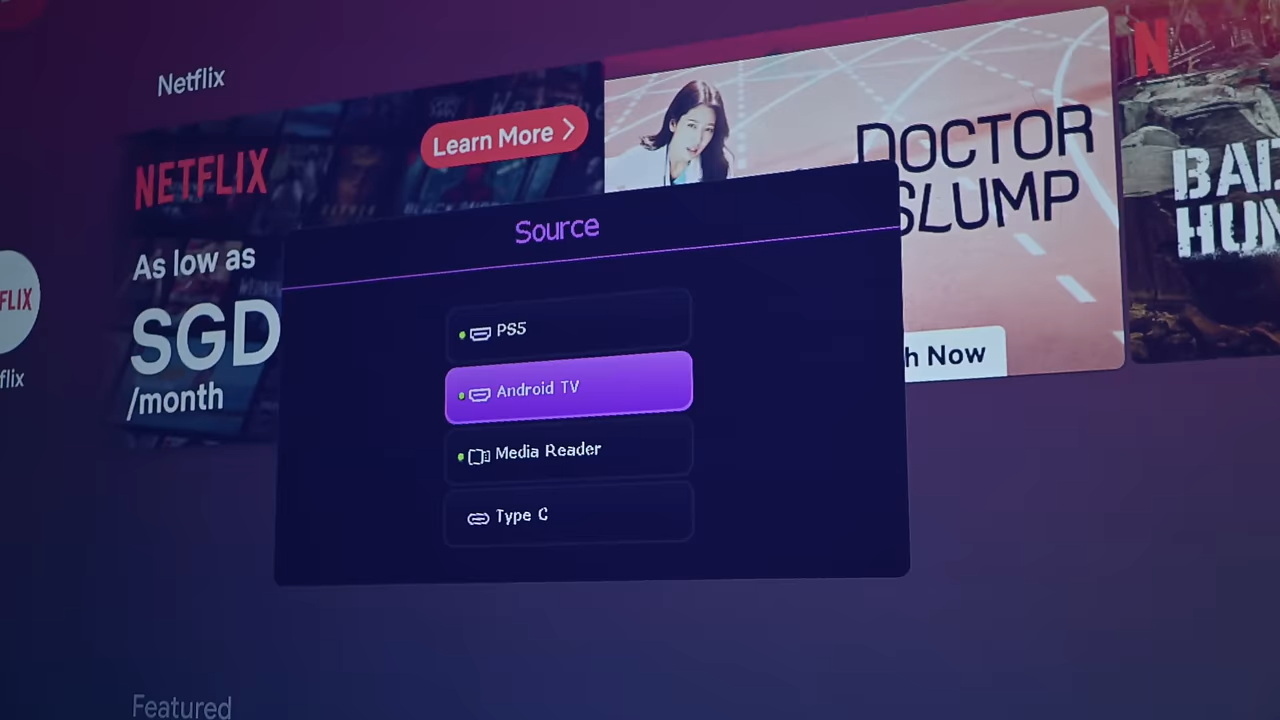 Netflix
NETFLIX
Learn More
As low as
SGD
/month
FLIX
flix
DOCTOR
SLUMP
h Now
N
BAD
HUN
Source
PS5
Android TV
Media Reader
Type C
Featured